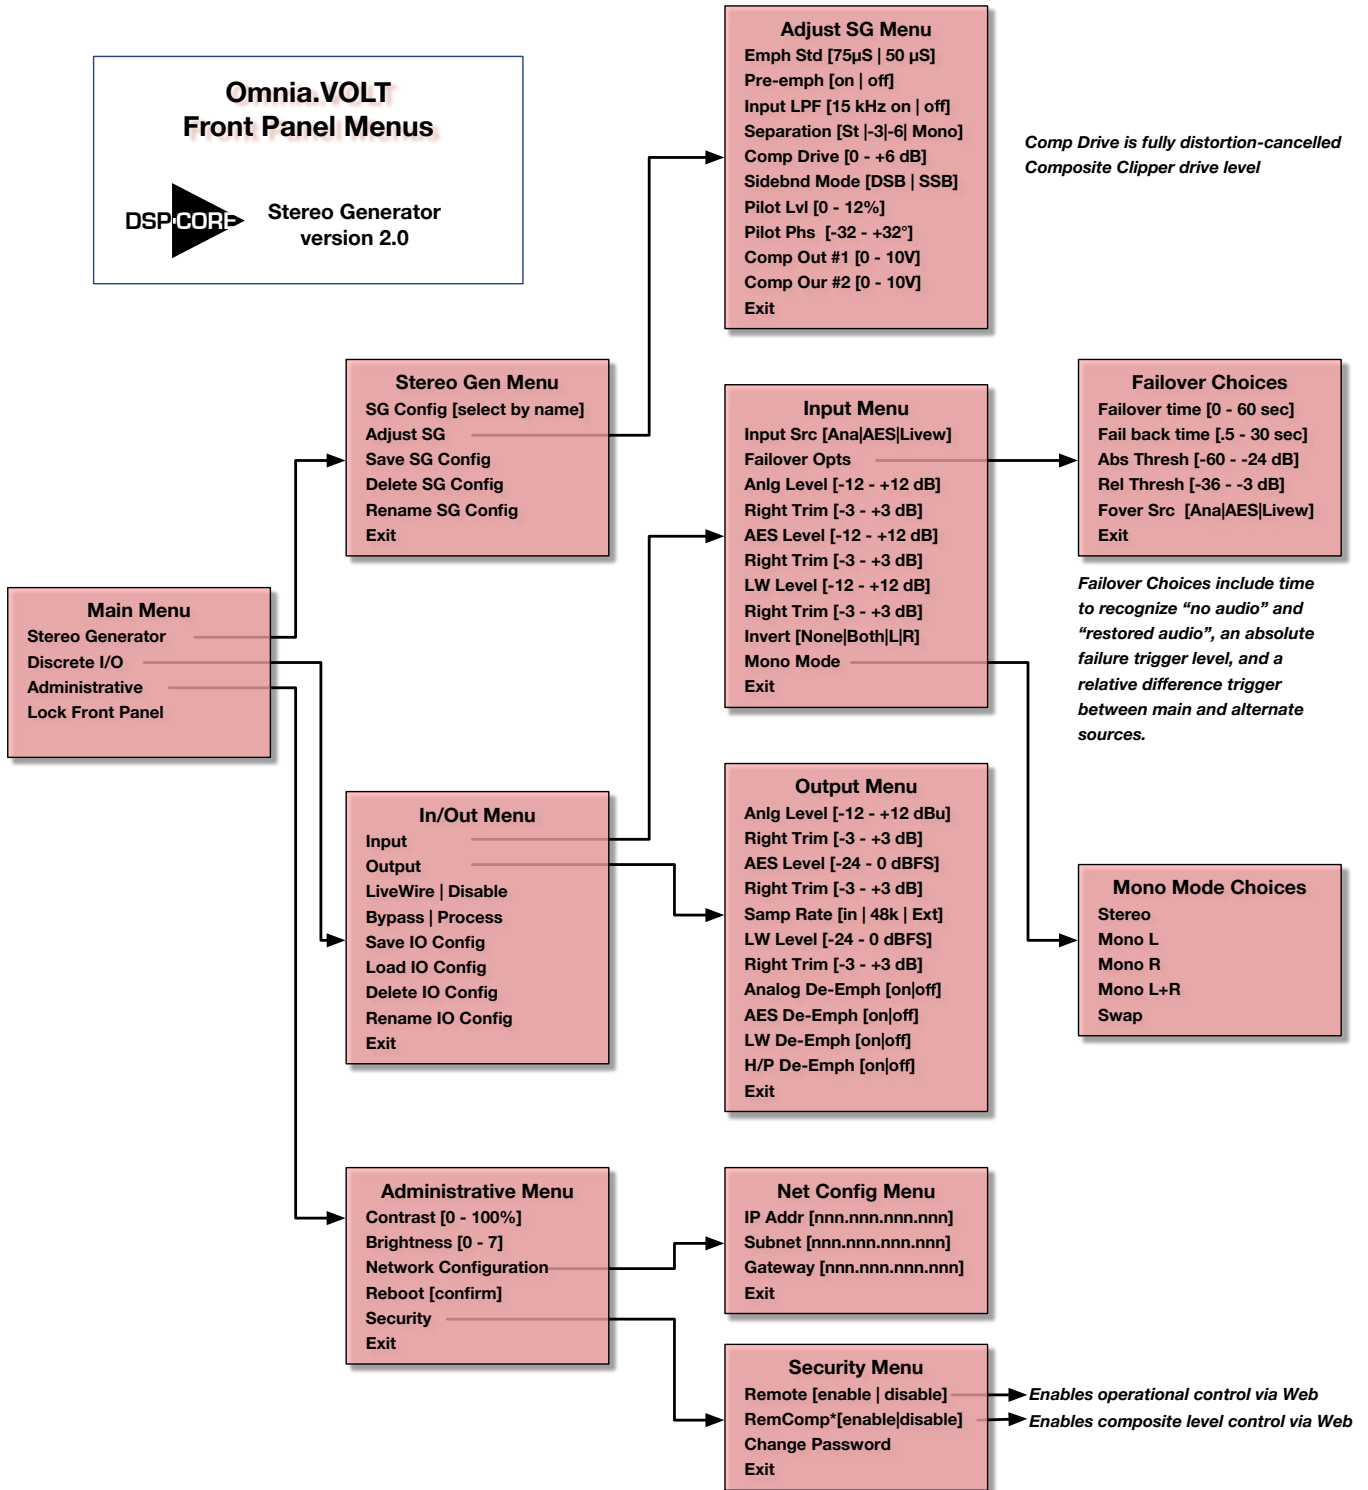 Omnia.VOLT
Front Panel Menus
DSP·CORE
Stereo Generator
version 2.0
Adjust SG Menu
Emph Std [75µS | 50 µS]
Pre-emph [on | off]
Input LPF [15 kHz on | off]
Separation [St |-3|-6| Mono]
Comp Drive [0 - +6 dB]
Sidebnd Mode [DSB | SSB]
Pilot Lvl [0 - 12%]
Pilot Phs [-32 - +32°]
Comp Out #1 [0 - 10V]
Comp Our #2 [0 - 10V]
Exit
Comp Drive is fully distortion-cancelled
Composite Clipper drive level
Stereo Gen Menu
SG Config [select by name]
Adjust SG
Save SG Config
Delete SG Config
Rename SG Config
Exit
Input Menu
Input Src [Ana|AES|Livew]
Failover Opts
Anlg Level [-12 - +12 dB]
Right Trim [-3 - +3 dB]
AES Level [-12 - +12 dB]
Right Trim [-3 - +3 dB]
LW Level [-12 - +12 dB]
Right Trim [-3 - +3 dB]
Invert [None|Both|L|R]
Mono Mode
Exit
Failover Choices
Failover time [0 - 60 sec]
Fail back time [.5 - 30 sec]
Abs Thresh [-60 - -24 dB]
Rel Thresh [-36 - -3 dB]
Fover Src [Ana|AES|Livew]
Exit
Failover Choices include time
to recognize “no audio” and
“restored audio”, an absolute
failure trigger level, and a
relative difference trigger
between main and alternate
sources.
Main Menu
Stereo Generator
Discrete I/O
Administrative
Lock Front Panel
In/Out Menu
Input
Output
LiveWire | Disable
Bypass | Process
Save IO Config
Load IO Config
Delete IO Config
Rename IO Config
Exit
Output Menu
Anlg Level [-12 - +12 dBu]
Right Trim [-3 - +3 dB]
AES Level [-24 - 0 dBFS]
Right Trim [-3 - +3 dB]
Samp Rate [in | 48k | Ext]
LW Level [-24 - 0 dBFS]
Right Trim [-3 - +3 dB]
Analog De-Emph [on|off]
AES De-Emph [on|off]
LW De-Emph [on|off]
H/P De-Emph [on|off]
Exit
Mono Mode Choices
Stereo
Mono L
Mono R
Mono L+R
Swap
Administrative Menu
Contrast [0 - 100%]
Brightness [0 - 7]
Network Configuration
Reboot [confirm]
Security
Exit
Net Config Menu
IP Addr [nnn.nnn.nnn.nnn]
Subnet [nnn.nnn.nnn.nnn]
Gateway [nnn.nnn.nnn.nnn]
Exit
Security Menu
Remote [enable | disable]
RemComp*[enable|disable]
Change Password
Exit
Enables operational control via Web
Enables composite level control via Web